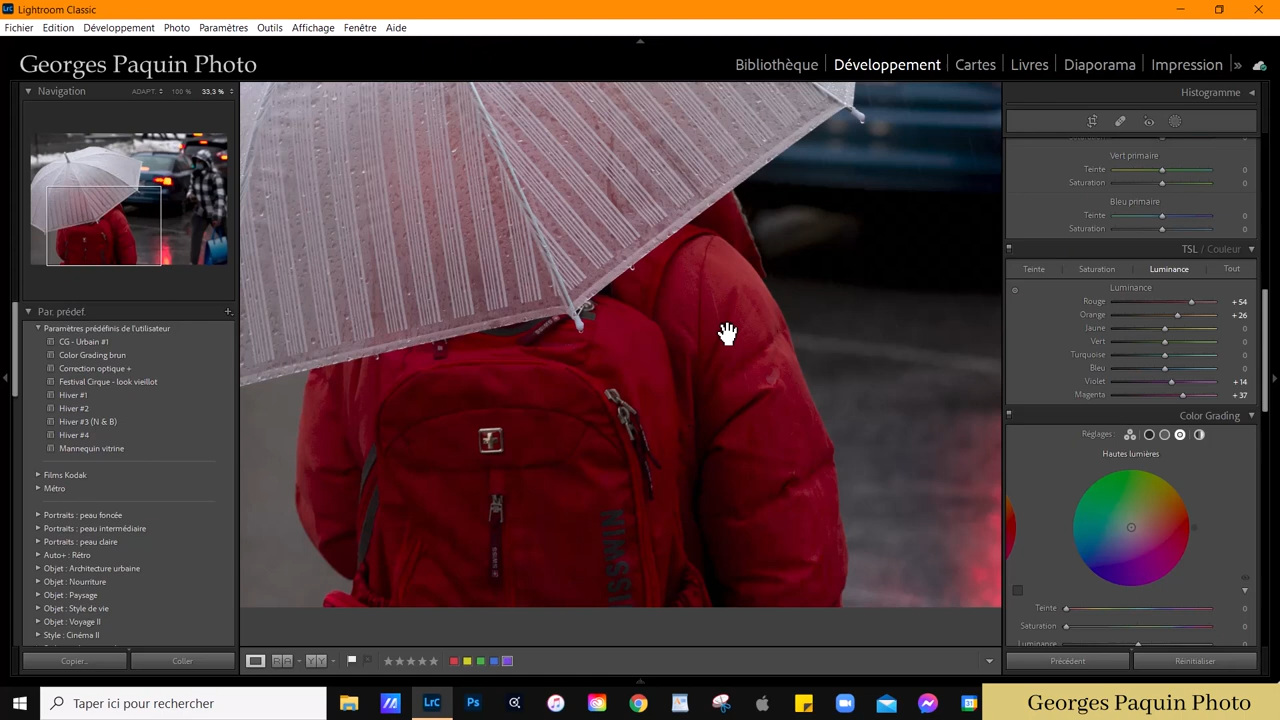 Lightroom Classic
Fichier Edition Développement Photo Paramètres Outils Affichage Fenêtre Aide
Georges Paquin Photo
Bibliothèque Développement Cartes Livres Diaporama Impression »
Navigation ADAPT. 100 % 33,3 %
Par. prédéf.
Paramètres prédéfinis de l'utilisateur
CG - Urbain #1
Color Grading brun
Correction optique +
Festival Cirque - look vieillot
Hiver #1
Hiver #2
Hiver #3 (N & B)
Hiver #4
Mannequin vitrine
Films Kodak
Métro
Portraits : peau foncée
Portraits : peau intermédiaire
Portraits : peau claire
Auto+ : Rétro
Objet : Architecture urbaine
Objet : Nourriture
Objet : Paysage
Objet : Style de vie
Objet : Voyage II
Style : Cinéma II
Copier... Coller
Histogramme
Vert primaire
Teinte 0
Saturation 0
Bleu primaire
Teinte 0
Saturation 0
TSL / Couleur
Teinte Saturation Luminance Tout
Luminance
Rouge + 54
Orange + 26
Jaune 0
Vert 0
Turquoise 0
Bleu 0
Violet + 14
Magenta + 37
Color Grading
Réglages :
Hautes lumières
Teinte 0
Saturation 0
Luminance 0
Précédent Réinitialiser
Taper ici pour rechercher
Georges Paquin Photo